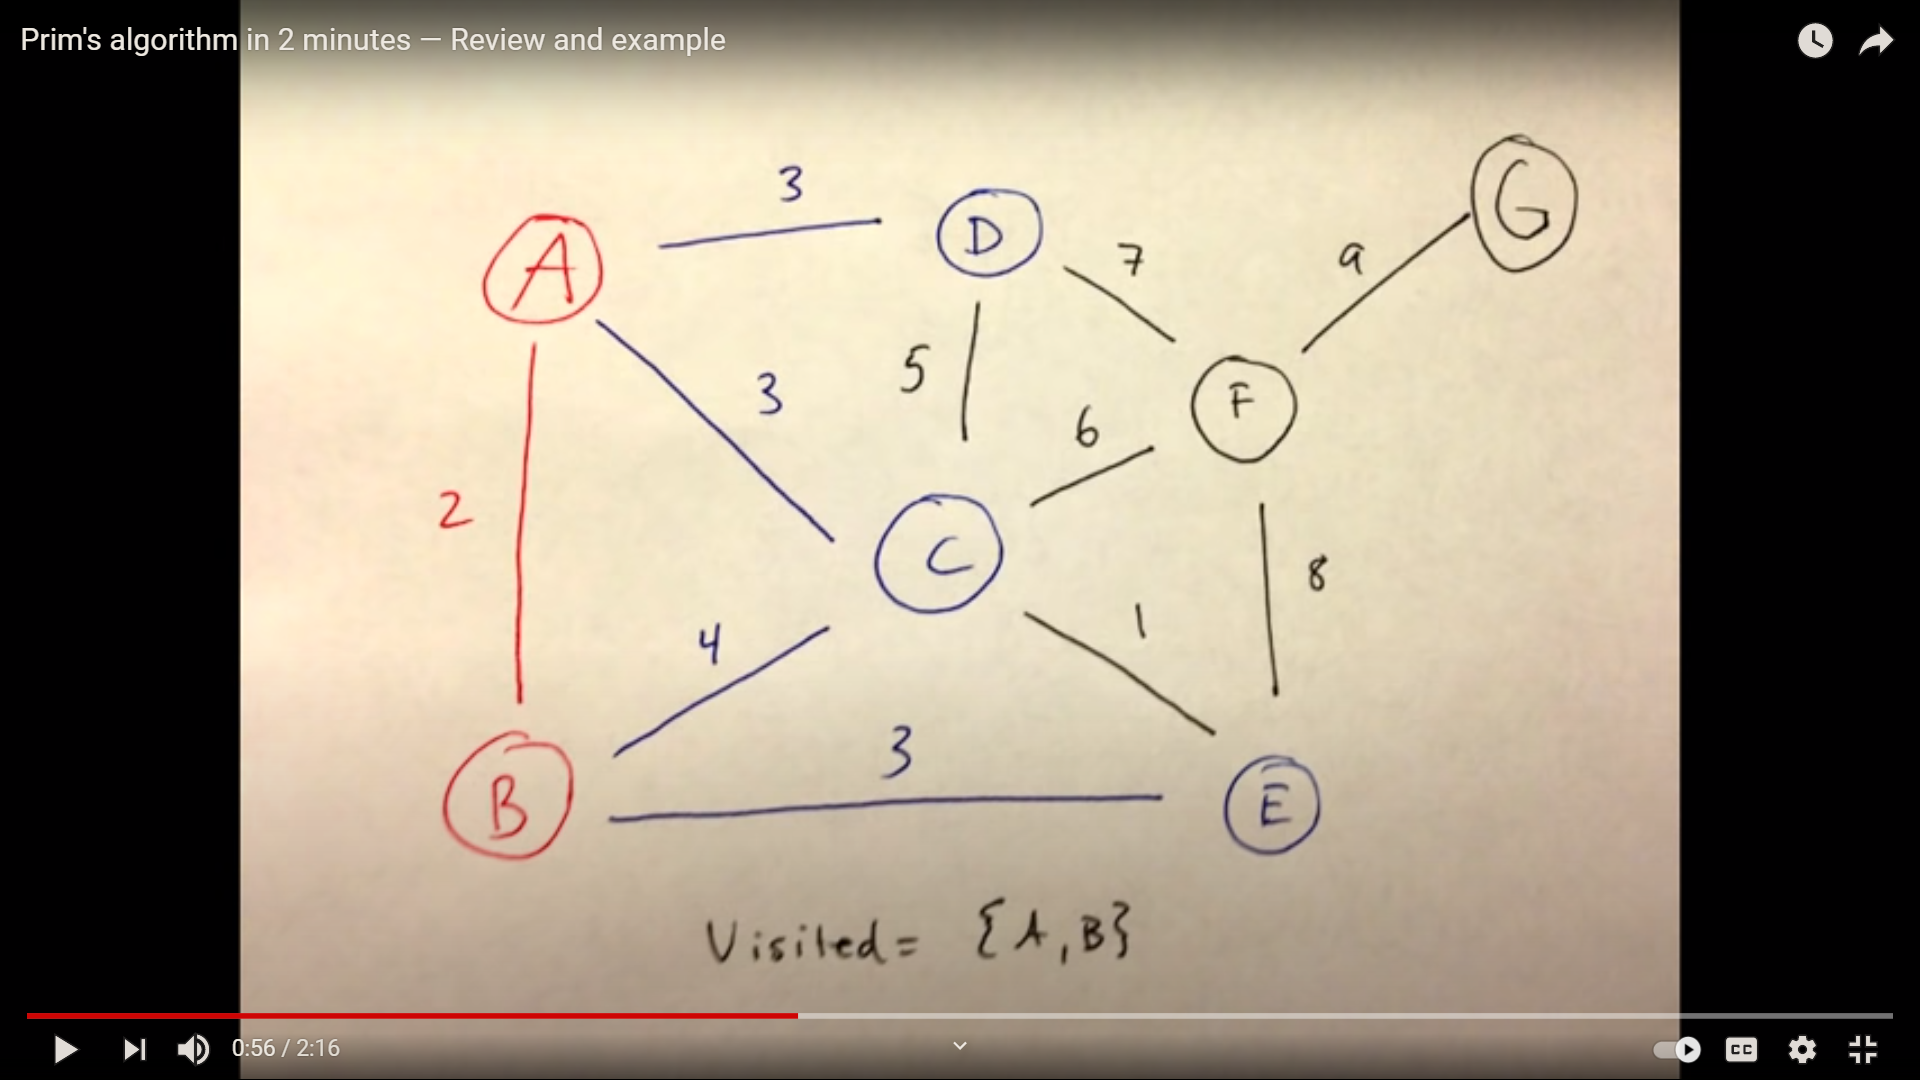 Prim's algorithm in 2 minutes — Review and example
3
A
D
G
7
9
3
5
F
6
2
C
8
4
1
3
B
E
Visited = {A, B}
0:56 / 2:16
CC